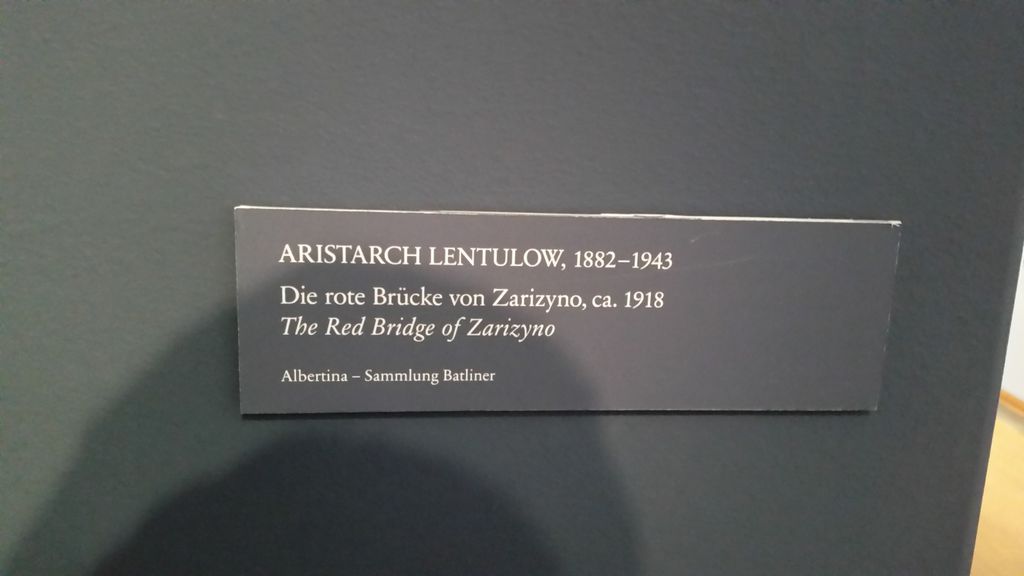 ARISTARCH LENTULOW, 1882–1943
Die rote Brücke von Zarizyno, ca. 1918
The Red Bridge of Zarizyno
Albertina – Sammlung Batliner